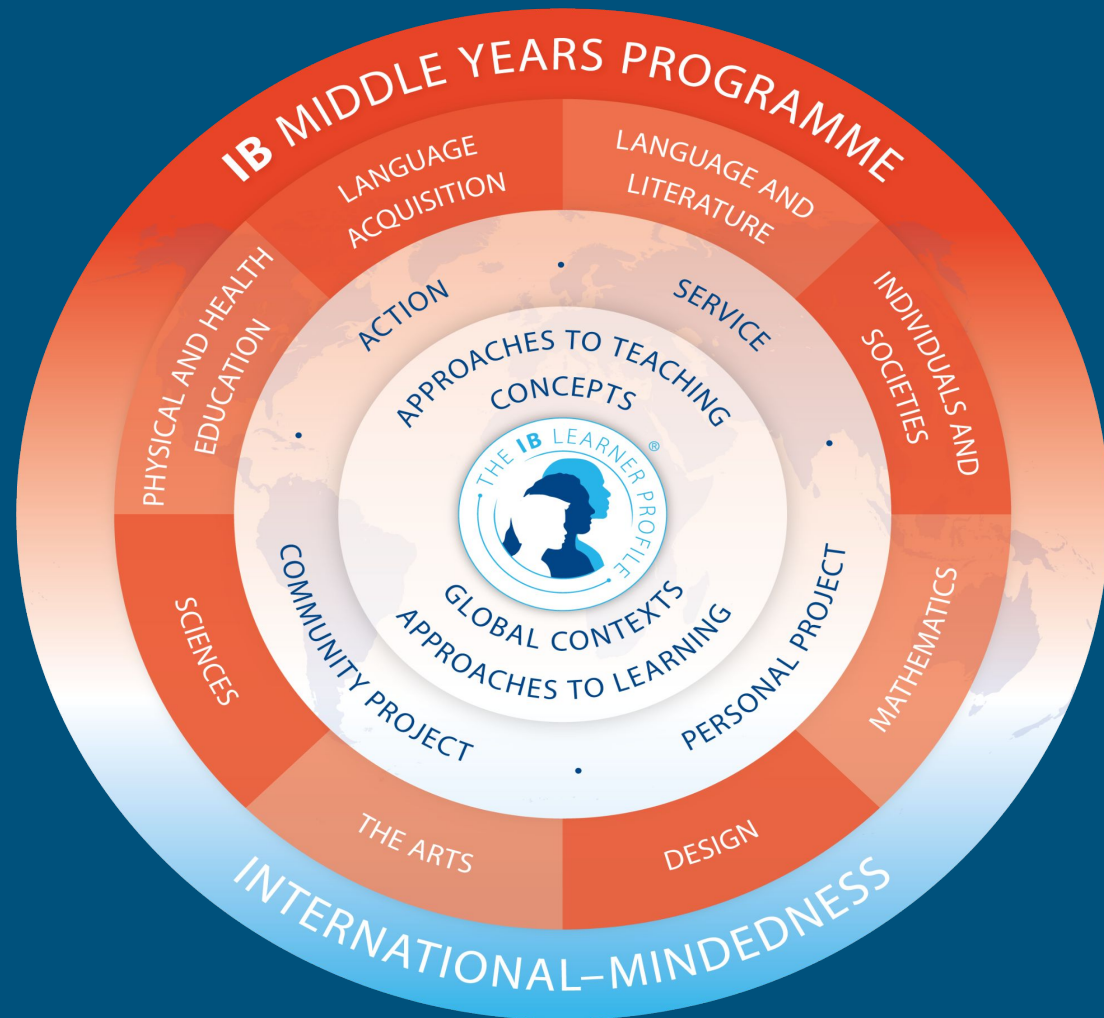 IB MIDDLE YEARS PROGRAMME
LANGUAGE
ACQUISITION
LANGUAGE AND
LITERATURE
INDIVIDUALS AND
SOCIETIES
MATHEMATICS
DESIGN
THE ARTS
SCIENCES
PHYSICAL AND HEALTH
EDUCATION
ACTION
SERVICE
PERSONAL PROJECT
COMMUNITY PROJECT
APPROACHES TO TEACHING
CONCEPTS
THE IB LEARNER PROFILE
®
GLOBAL CONTEXTS
APPROACHES TO LEARNING
INTERNATIONAL–MINDEDNESS